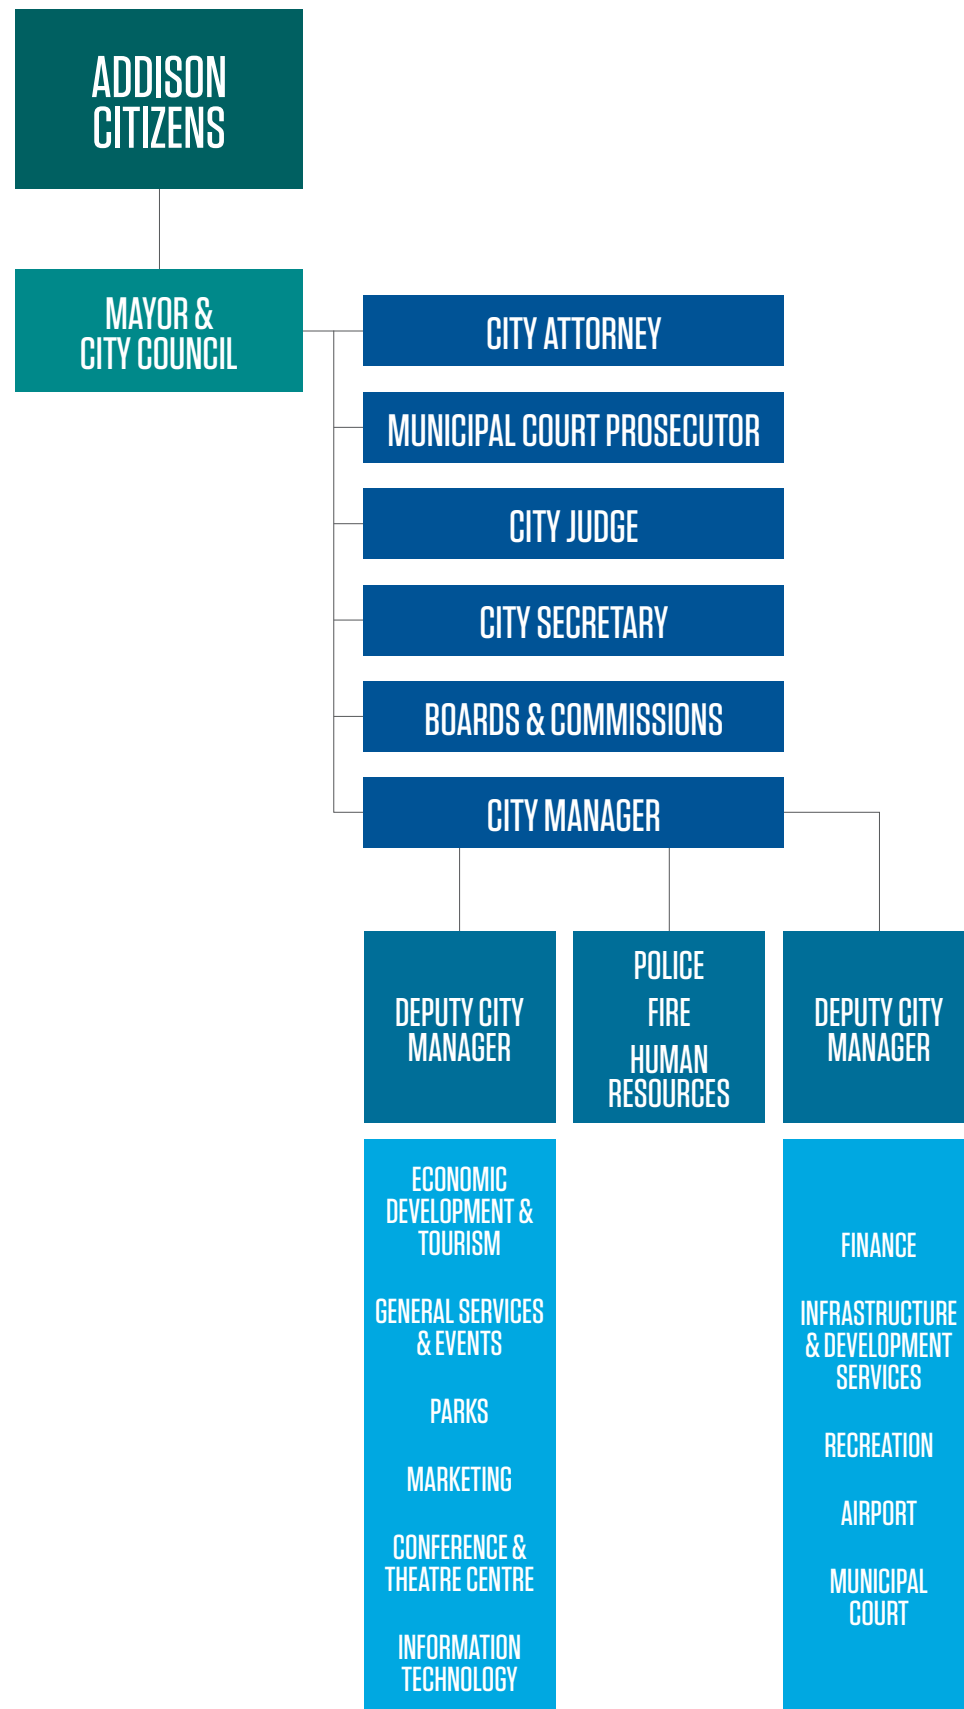 ADDISON
CITIZENS
MAYOR &
CITY COUNCIL
CITY ATTORNEY
MUNICIPAL COURT PROSECUTOR
CITY JUDGE
CITY SECRETARY
BOARDS & COMMISSIONS
CITY MANAGER
DEPUTY CITY
MANAGER
POLICE
FIRE
HUMAN
RESOURCES
DEPUTY CITY
MANAGER
ECONOMIC
DEVELOPMENT &
TOURISM
GENERAL SERVICES
& EVENTS
PARKS
MARKETING
CONFERENCE &
THEATRE CENTRE
INFORMATION
TECHNOLOGY
FINANCE
INFRASTRUCTURE
& DEVELOPMENT
SERVICES
RECREATION
AIRPORT
MUNICIPAL
COURT